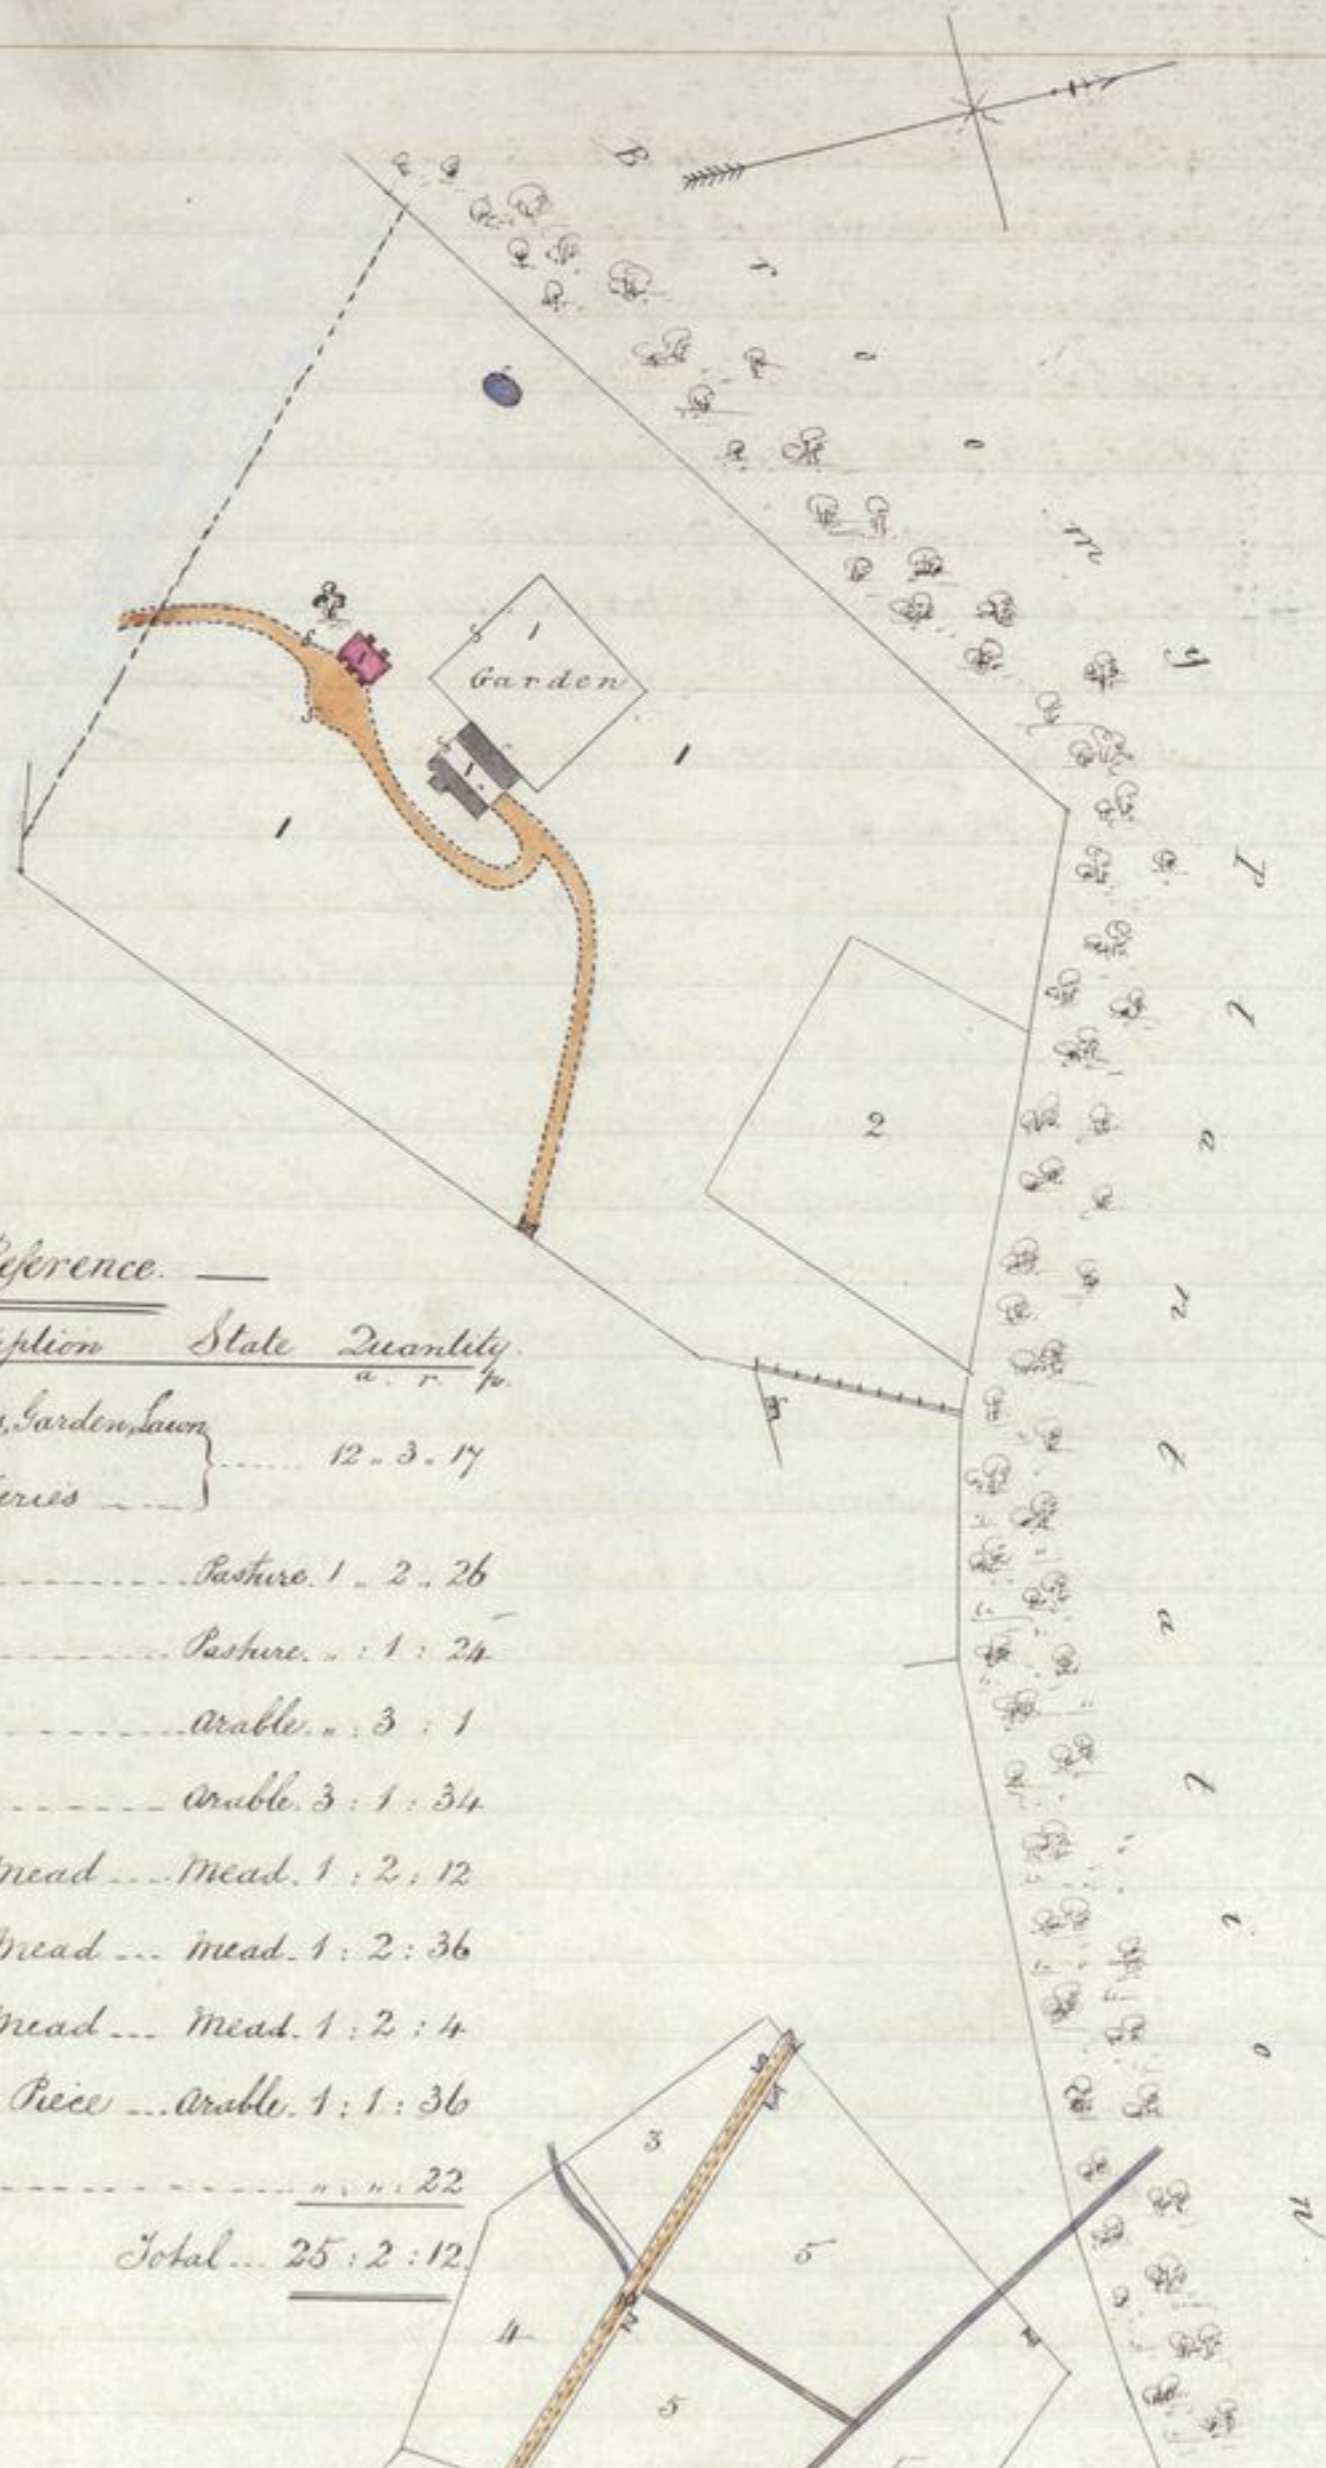 Broomy Plantation
1
Garden
1
1
1
2
Reference.
ription State Quantity.
a. r. p.
s, Garden, Lawn
eries } ...... 12 .. 3 .. 17
Pasture. 1 .. 2 .. 26
Pasture. .. : 1 : 24
Arable. .. : 3 : 1
Arable. 3 : 1 : 34
Mead ... Mead. 1 : 2 : 12
Mead ... Mead. 1 : 2 : 36
Mead ... Mead. 1 : 2 : 4
Piece ... Arable. 1 : 1 : 36
.. : .. : 22
Total ... 25 : 2 : 12.
3
5
4
5